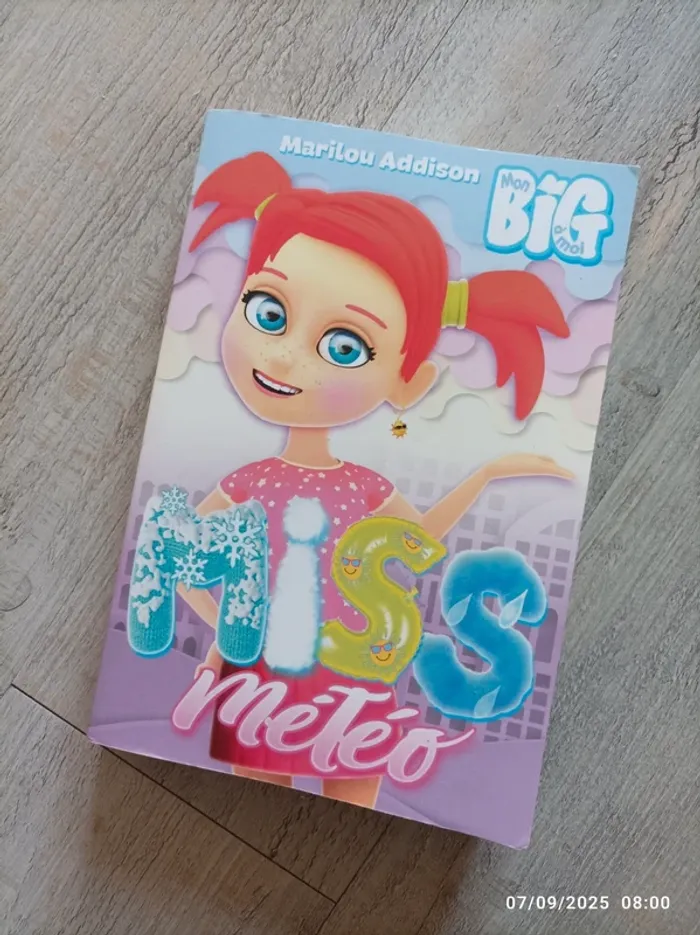 Marilou Addison
Mon
BIG
à moi
MISS
météo
07/09/2025 08:00